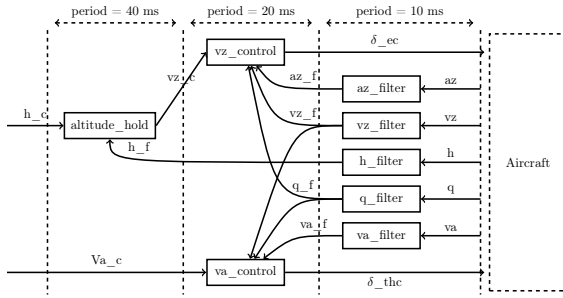 period = 40 ms period = 20 ms period = 10 ms
vz_control
δ_ec
vz_c
az_f
az_filter
az
h_c
altitude_hold
vz_f
vz_filter
vz
h_f
h_filter
h
Aircraft
q_f
q_filter
q
va_f
va_filter
va
Va_c
va_control
δ_thc